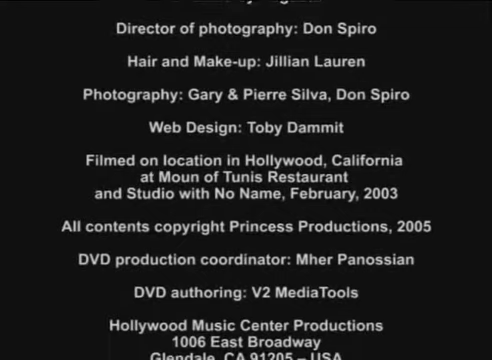 Director of photography: Don Spiro
Hair and Make-up: Jillian Lauren
Photography: Gary & Pierre Silva, Don Spiro
Web Design: Toby Dammit
Filmed on location in Hollywood, California
at Moun of Tunis Restaurant
and Studio with No Name, February, 2003
All contents copyright Princess Productions, 2005
DVD production coordinator: Mher Panossian
DVD authoring: V2 MediaTools
Hollywood Music Center Productions
1006 East Broadway
Glendale, CA 91205 – USA